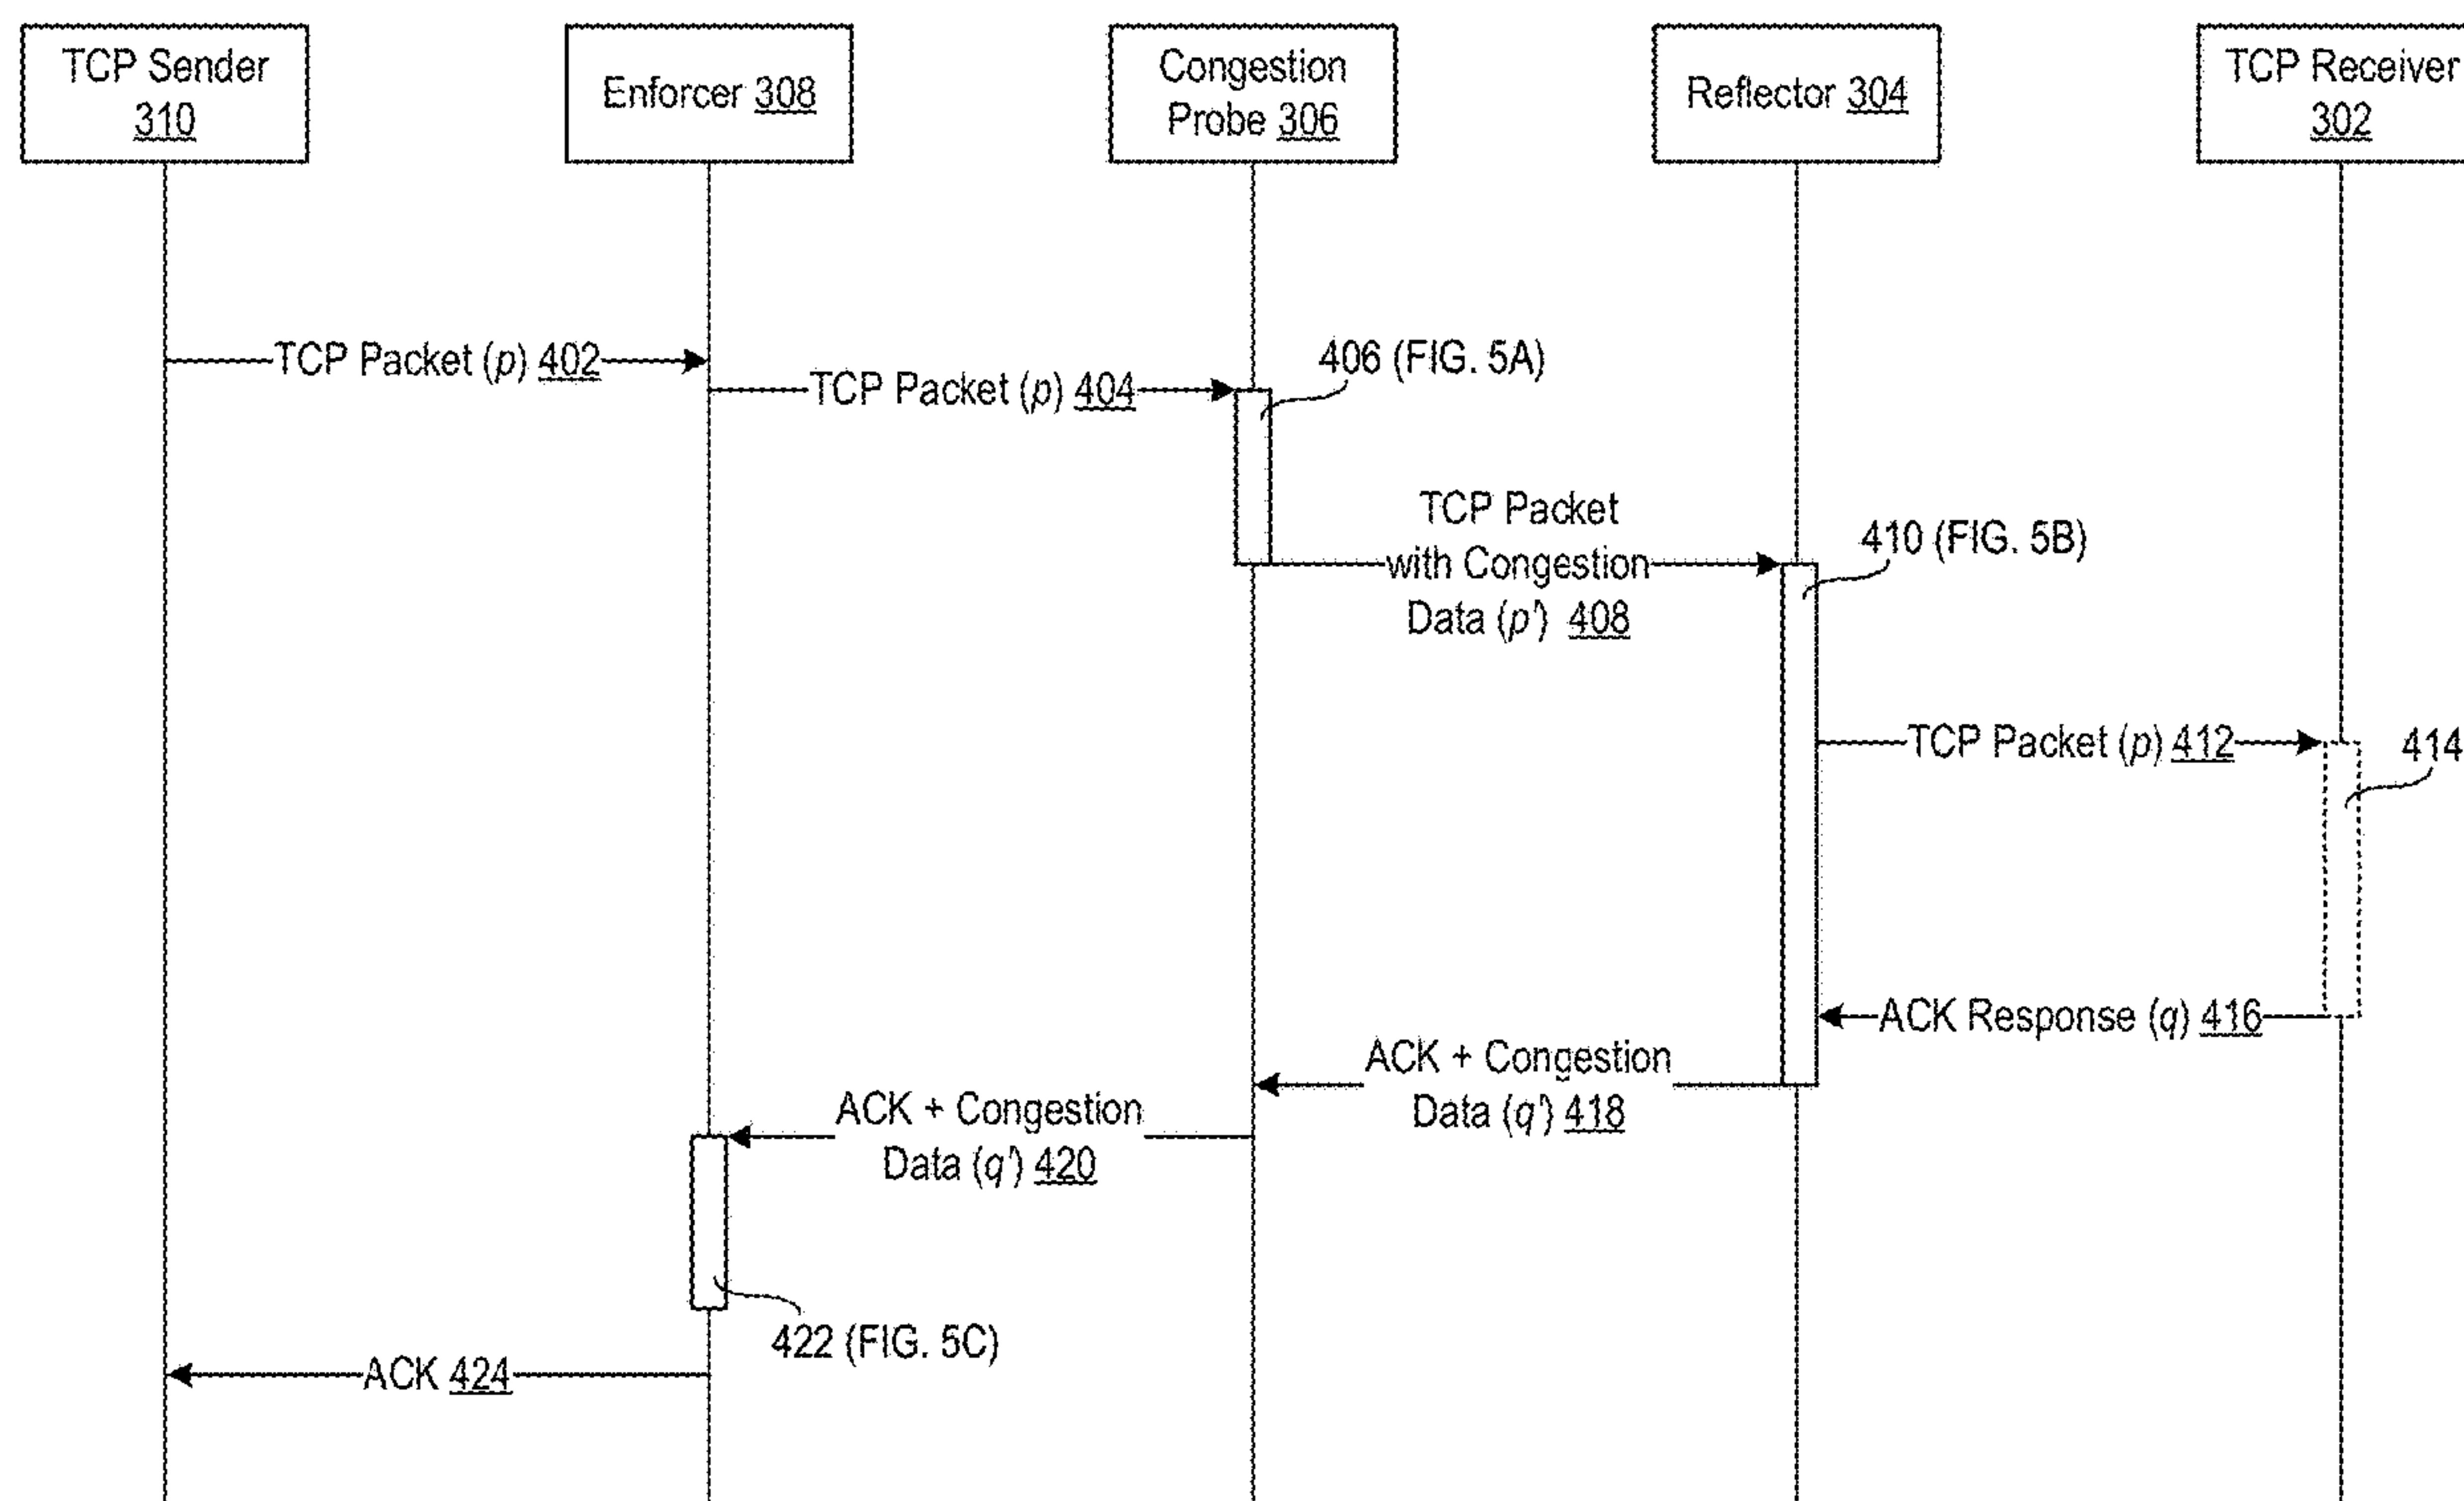 TCP Sender
310
Enforcer 308
Congestion
Probe 306
Reflector 304
TCP Receiver
302
TCP Packet (p) 402
TCP Packet (p) 404
406 (FIG. 5A)
TCP Packet
with Congestion
Data (p') 408
410 (FIG. 5B)
TCP Packet (p) 412
414
ACK Response (q) 416
ACK + Congestion
Data (q') 418
ACK + Congestion
Data (q') 420
422 (FIG. 5C)
ACK 424